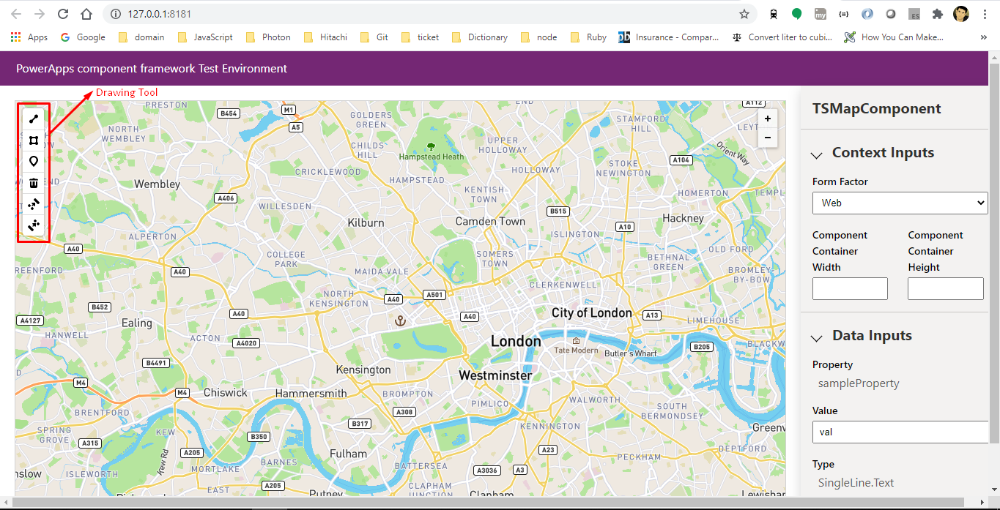 127.0.0.1:8181
Apps Google domain JavaScript Photon Hitachi Git ticket Dictionary node Ruby Insurance - Compar... Convert liter to cubi... How You Can Make... »
PowerApps component framework Test Environment
Drawing Tool
PRESTON
B454
M1
A5
GOLDERS
GREEN
END
A112
STAMFORD
HILL
LEYT
NORTH
WEMBLEY
CHILDS
HILL
Hampstead Heath
UPPER
HOLLOWAY
Orient Way
A104
STOKE
NEWINGTON
CRICKLEWOOD
HAMPSTEAD
HOLLOWAY
Wembley
A406
KENTISH
TOWN
HOMERTON
TEMPL
WILLESDEN
B515
Kilburn
Camden Town
Hackney
A10
ALPERTON
ISLINGTON
A40
COLLEGE
PARK
SOMERS
TOWN
BETHNAL
GREEN
OLD FORD
REENFORD
A40
MAIDA VALE
BROMLEY-
BY-BOW
CLERKENWELL
NORTH
KENSINGTON
A40
A501
B452
A40
A40
City of London
A13
A4127
Ealing
LIMEHOUSE
HANWELL
ACTON
A4020
London
Tate Modern
Butler's Wharf
B205
BLACKW
B4491
Kensington
Westminster
M4
M4
Chiswick
Hammersmith
BROMPTON
PIMLICO
WALWORTH
SOUTH
BERMONDSEY
BRENTFORD
A308
B317
KENNINGTON
Greenw
SPRING
GROVE
KEW
B350
A315
A205
Kew Rd
Fulham
A23
PECKHAM
DEPTFORD
nslow
ISLEWORTH
MORTLAKE
BARNES
BATTERSEA
A3036
A3
EAST
A205
Putney
CLAPHAM
JUNCTION
Clapham
Lewisham
+
−
TSMapComponent
Context Inputs
Form Factor
Web
Component
Container
Width
Component
Container
Height
Data Inputs
Property
sampleProperty
Value
val
Type
SingleLine.Text